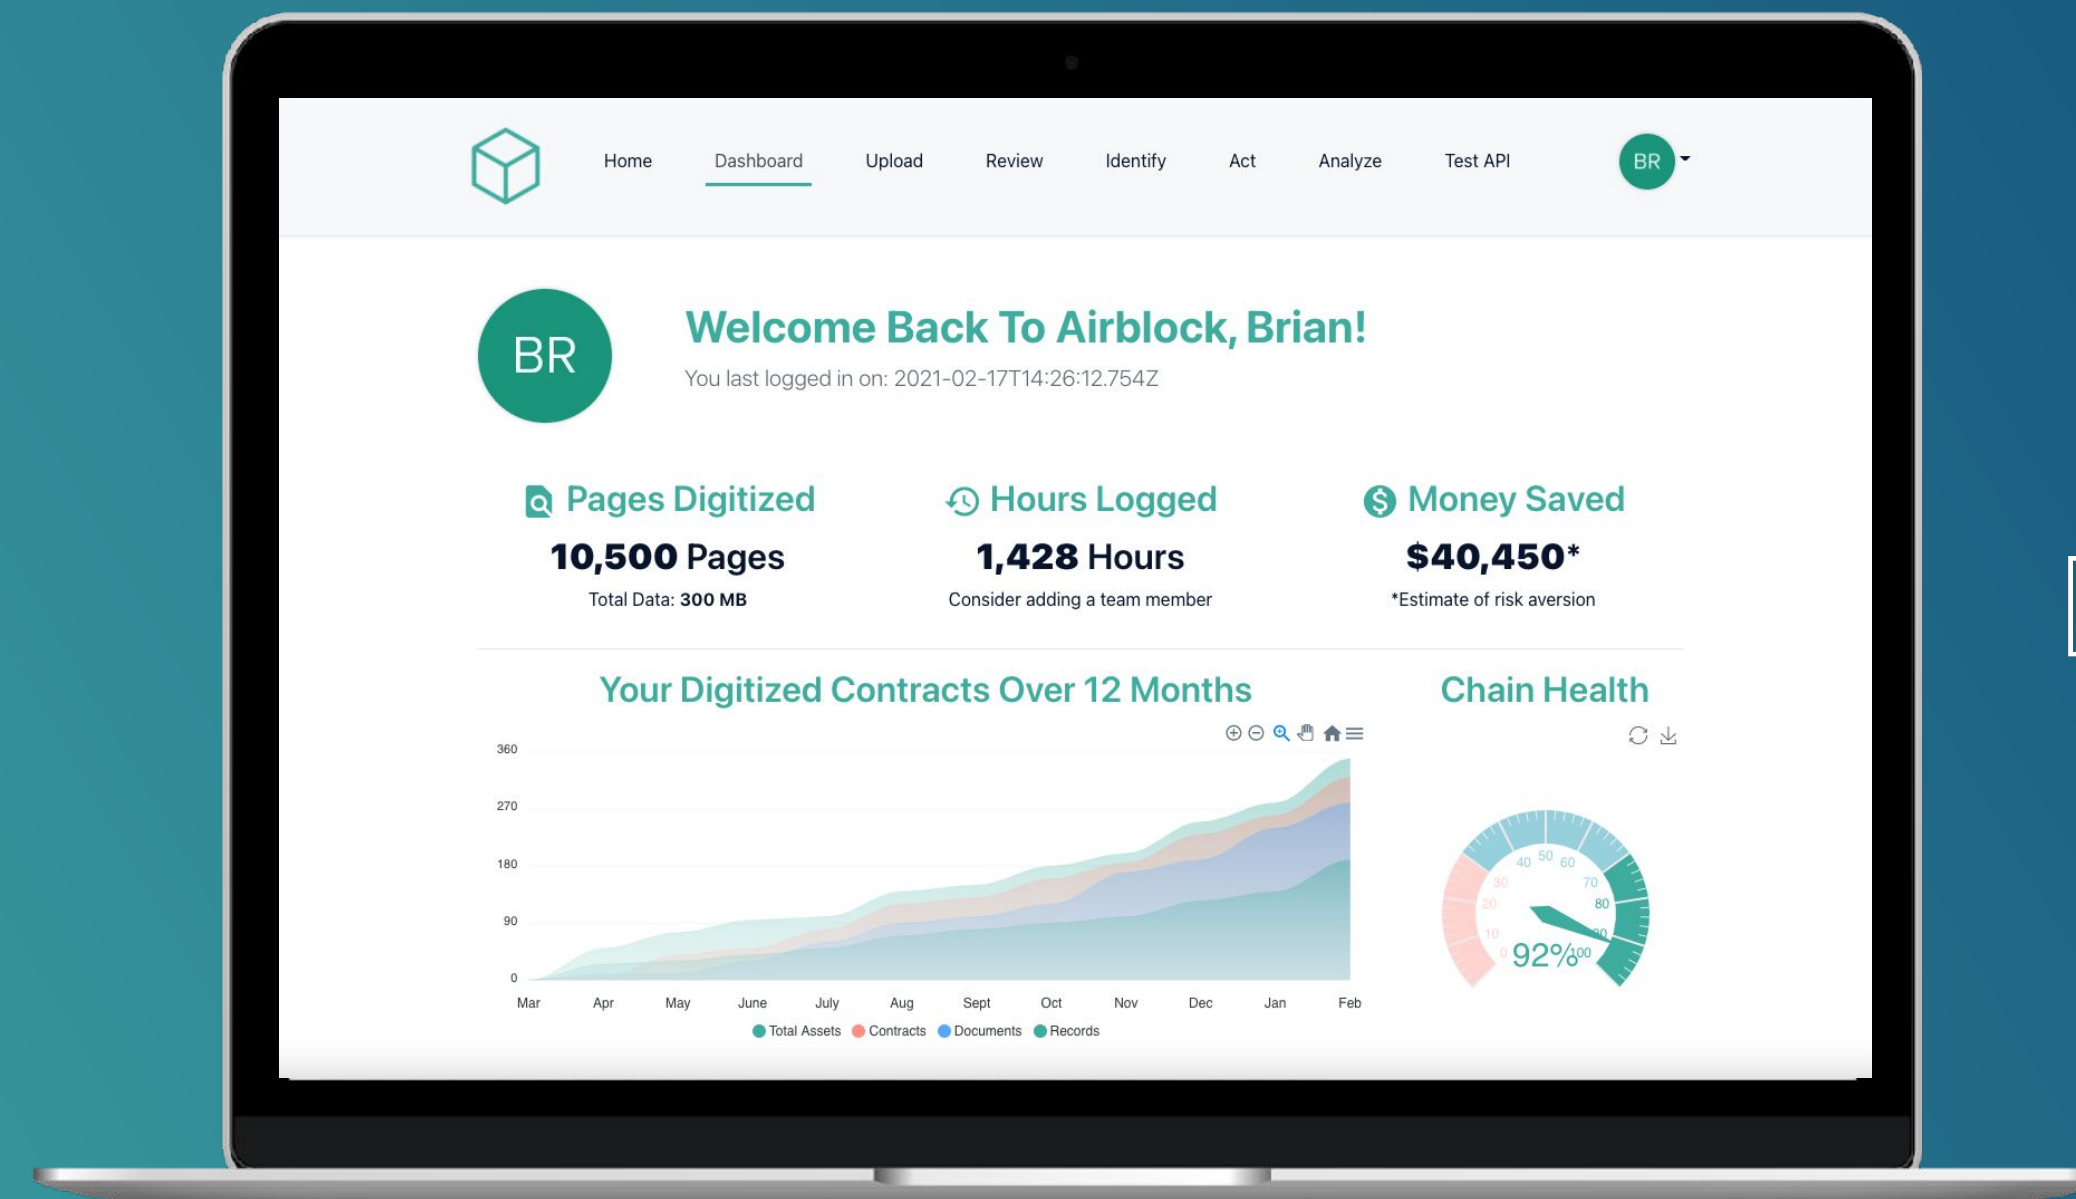 Home Dashboard Upload Review Identify Act Analyze Test API BR
BR
Welcome Back To Airblock, Brian!
You last logged in on: 2021-02-17T14:26:12.754Z
Pages Digitized Hours Logged Money Saved
10,500 Pages 1,428 Hours $40,450*
Total Data: 300 MB Consider adding a team member *Estimate of risk aversion
Your Digitized Contracts Over 12 Months Chain Health
360
270
180
90
0
Mar Apr May June July Aug Sept Oct Nov Dec Jan Feb
Total Assets Contracts Documents Records
0 10 20 30 40 50 60 70 80 90 100
92%